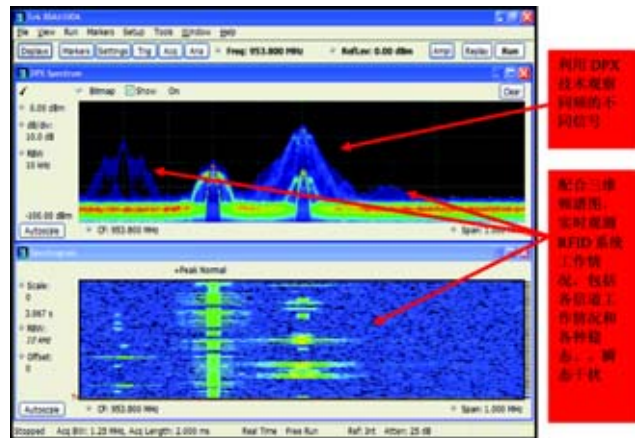 Tek RSA6100A
File View Run Markers Setup Tools Window Help
Displays Markers Settings Trig Acq Ana Freq: 953.800 MHz RefLev: 0.00 dBm Ampl Replay Run
DPX Spectrum
Bitmap Show On Clear
0.00 dBm
dB/div:
10.0 dB
RBW:
10 kHz
-100.00 dBm
Autoscale CF: 953.800 MHz Span: 1.000 MHz
Spectrogram
+Peak Normal
Scale:
0
3.067 s
RBW:
Offset:
0
Autoscale CF: 953.800 MHz Span: 1.000 MHz
Stopped Acq BW: 1.25 MHz, Acq Length: 2.000 ms Real Time Free Run Ref: Int Atten: 25 dB
利用 DPX
技术观察
同频的不
同信号
配合三维
频谱图,
实时观测
RFID 系统
工作情
况,包括
各信道工
作情况和
各种稳
态、,瞬
态干扰